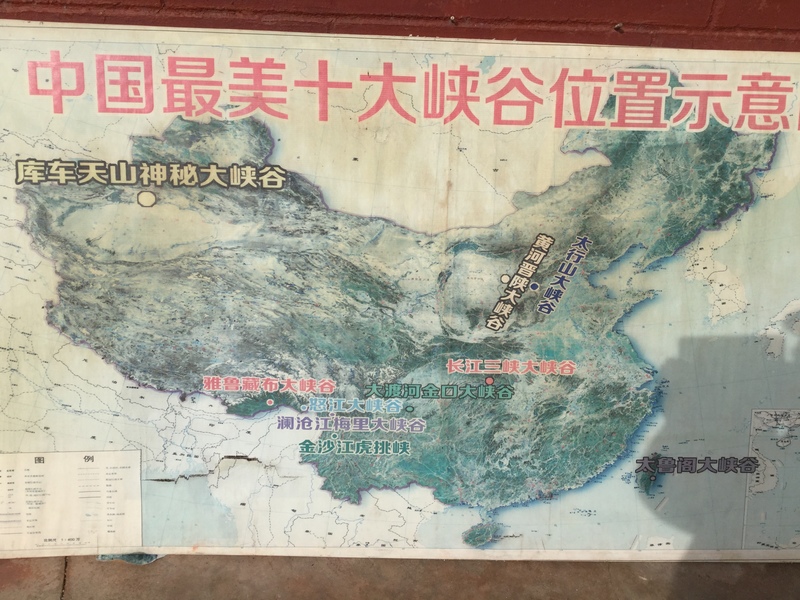 中国最美十大峡谷位置示意
库车天山神秘大峡谷
太行山大峡谷
黄河晋陕大峡谷
长江三峡大峡谷
雅鲁藏布大峡谷
大渡河金口大峡谷
怒江大峡谷
澜沧江梅里大峡谷
金沙江虎挑峡
太鲁阁大峡谷
图 例